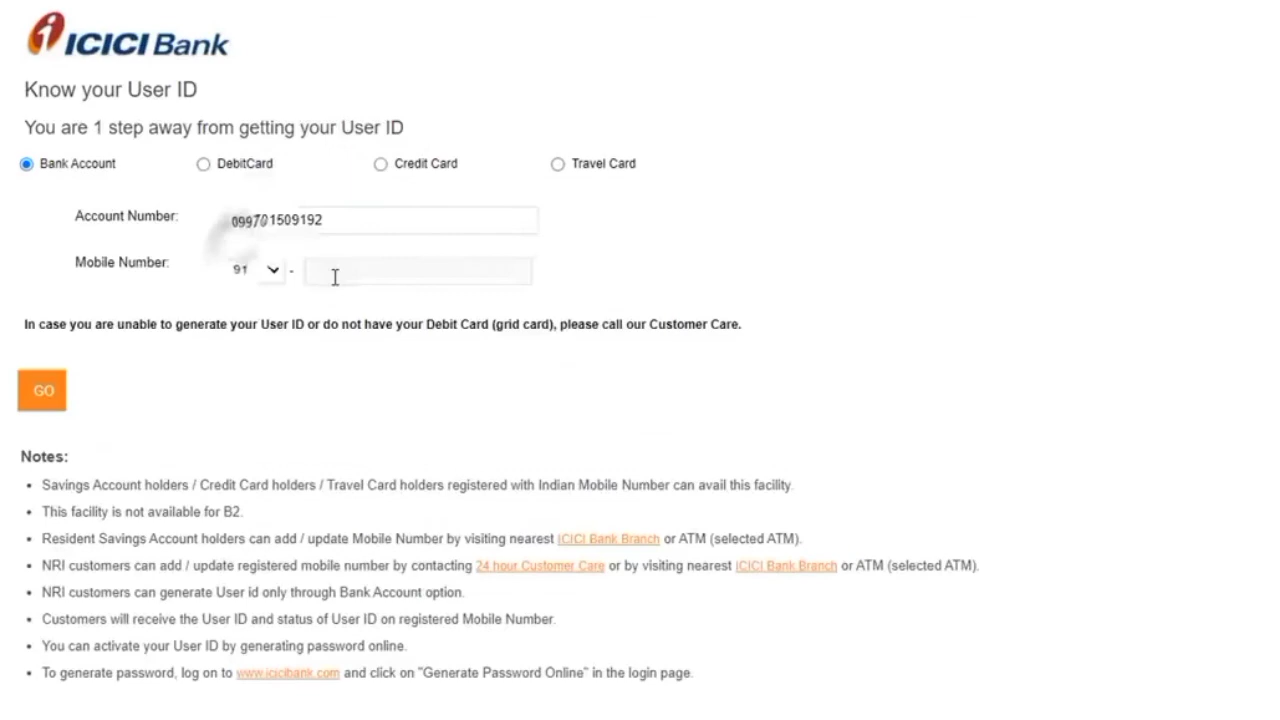 ICICI Bank
Know your User ID
You are 1 step away from getting your User ID
Bank Account DebitCard Credit Card Travel Card
Account Number: 099701509192
Mobile Number: 91 -
In case you are unable to generate your User ID or do not have your Debit Card (grid card), please call our Customer Care.
GO
Notes:
• Savings Account holders / Credit Card holders / Travel Card holders registered with Indian Mobile Number can avail this facility.
• This facility is not available for B2.
• Resident Savings Account holders can add / update Mobile Number by visiting nearest ICICI Bank Branch or ATM (selected ATM).
• NRI customers can add / update registered mobile number by contacting 24 hour Customer Care or by visiting nearest ICICI Bank Branch or ATM (selected ATM).
• NRI customers can generate User id only through Bank Account option.
• Customers will receive the User ID and status of User ID on registered Mobile Number.
• You can activate your User ID by generating password online.
• To generate password, log on to www.icicibank.com and click on "Generate Password Online" in the login page.